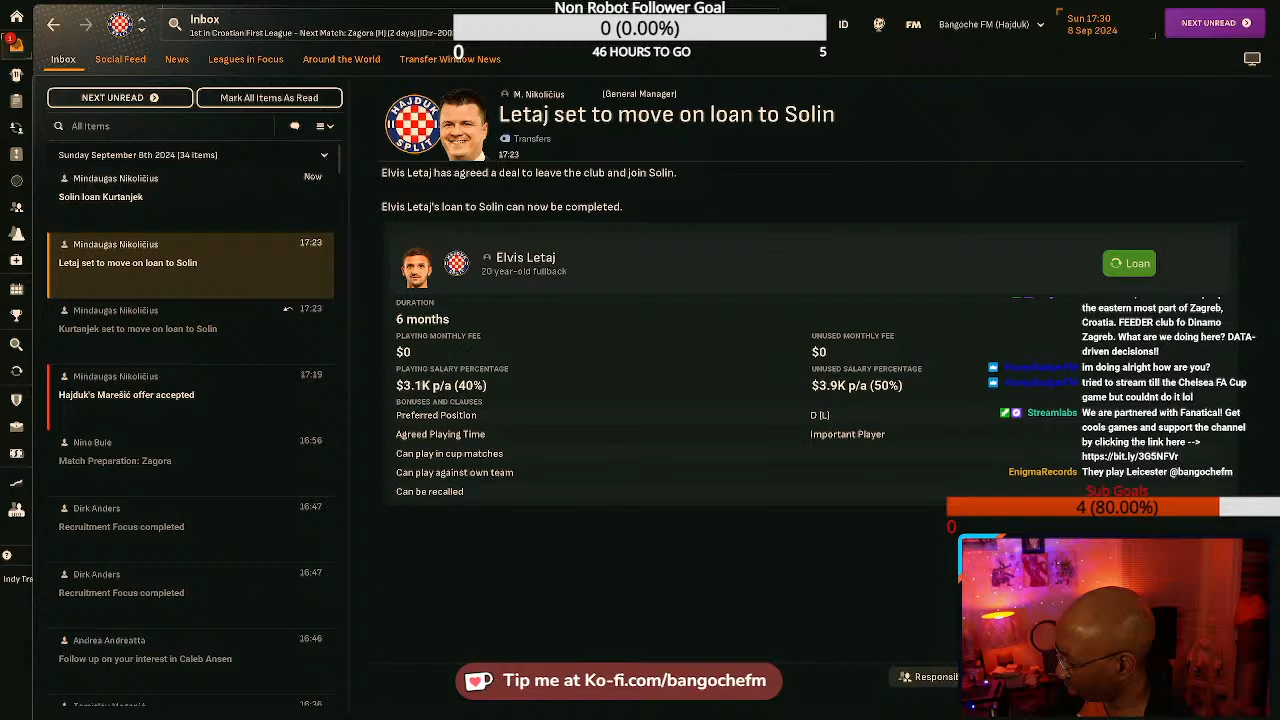 Non Robot Follower Goal
0 (0.00%)
0
46 HOURS TO GO
5
Inbox
1st in Croatian First League - Next Match: Zagora (H) (2 days) (ID:-200
ID
FM
Bangoche FM (Hajduk)
Sun 17:30
8 Sep 2024
NEXT UNREAD
1
Inbox
Social Feed
News
Leagues in Focus
Around the World
Transfer Window News
NEXT UNREAD
Mark All Items As Read
All Items
Sunday September 8th 2024 (34 Items)
Mindaugas Nikoličius
Now
Solin loan Kurtanjek
Mindaugas Nikoličius
17:23
Letaj set to move on loan to Solin
Mindaugas Nikoličius
17:23
Kurtanjek set to move on loan to Solin
Mindaugas Nikoličius
17:19
Hajduk's Marešić offer accepted
Nino Bule
16:56
Match Preparation: Zagora
Dirk Anders
16:47
Recruitment Focus completed
Dirk Anders
16:47
Recruitment Focus completed
Andrea Andreatta
16:46
Follow up on your interest in Caleb Ansen
16:36
Indy Tre
HAJDUK
SPLIT
M. Nikoličius
(General Manager)
Letaj set to move on loan to Solin
Transfers
17:23
Elvis Letaj has agreed a deal to leave the club and join Solin.
Elvis Letaj's loan to Solin can now be completed.
Elvis Letaj
20 year-old fullback
Loan
DURATION
6 months
PLAYING MONTHLY FEE
$0
UNUSED MONTHLY FEE
$0
PLAYING SALARY PERCENTAGE
$3.1K p/a (40%)
UNUSED SALARY PERCENTAGE
$3.9K p/a (50%)
BONUSES AND CLAUSES
Preferred Position
D (L)
Agreed Playing Time
Important Player
Can play in cup matches
Can play against own team
Can be recalled
the eastern most part of Zagreb,
Croatia. FEEDER club fo Dinamo
Zagreb. What are we doing here? DATA-
driven decisions!!
im doing alright how are you?
tried to stream till the Chelsea FA Cup
game but couldnt do it lol
Streamlabs
We are partnered with Fanatical! Get
cools games and support the channel
by clicking the link here -->
https://bit.ly/3G5NFVr
EnigmaRecords
They play Leicester @bangochefm
Sub Goals
4 (80.00%)
0
Tip me at Ko-fi.com/bangochefm
Responsib